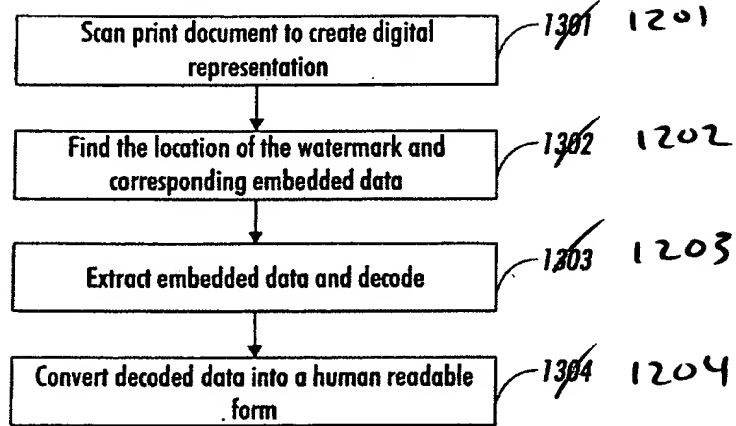 Scan print document to create digital
representation
1301 1201
Find the location of the watermark and
corresponding embedded data
1302 1202
Extract embedded data and decode
1303 1203
Convert decoded data into a human readable
form
1304 1204